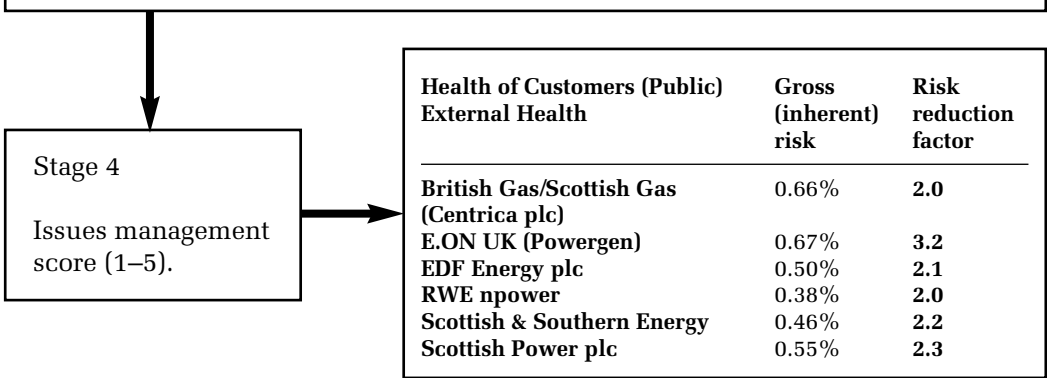 Stage 4
Issues management
score (1–5).
Health of Customers (Public) Gross Risk
External Health (inherent) reduction
risk factor
British Gas/Scottish Gas 0.66% 2.0
(Centrica plc)
E.ON UK (Powergen) 0.67% 3.2
EDF Energy plc 0.50% 2.1
RWE npower 0.38% 2.0
Scottish & Southern Energy 0.46% 2.2
Scottish Power plc 0.55% 2.3